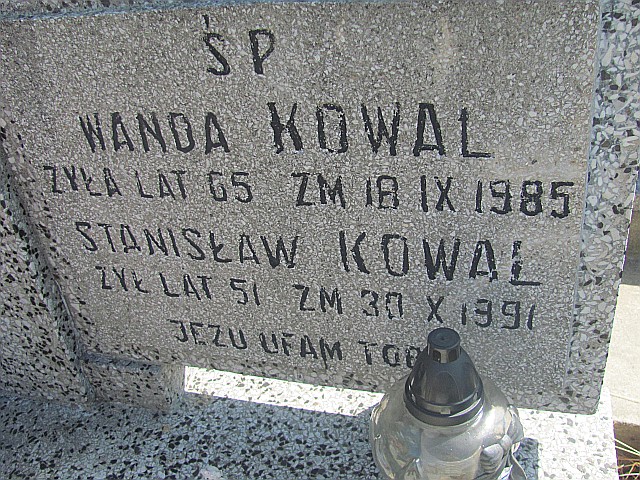 ŚP
WANDA KOWAL
ŻYŁA LAT 65 ZM 18 IX 1985
STANISŁAW KOWAL
ŻYŁ LAT 51 ZM 30 X 1991
JEZU UFAM